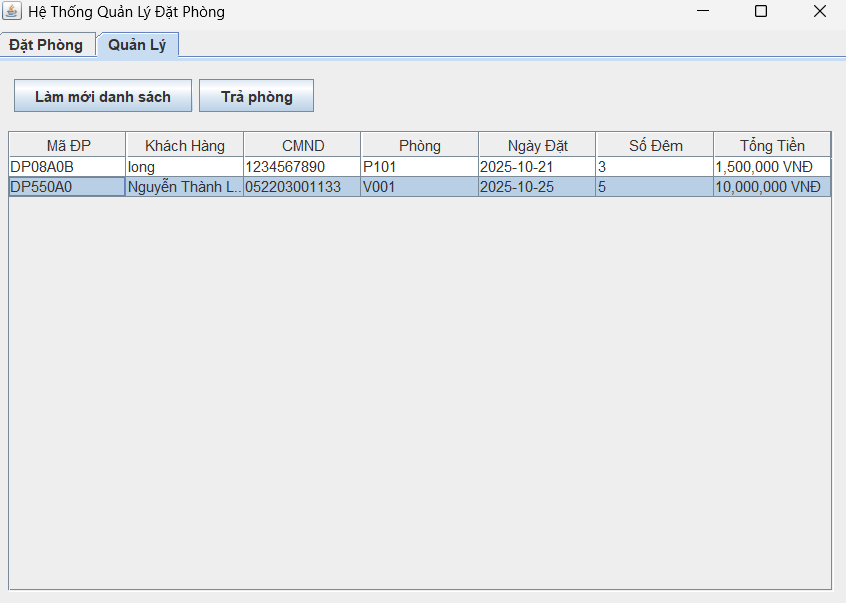 Hệ Thống Quản Lý Đặt Phòng
Đặt Phòng Quản Lý
Làm mới danh sách Trả phòng
Mã ĐP Khách Hàng CMND Phòng Ngày Đặt Số Đêm Tổng Tiền
DP08A0B long 1234567890 P101 2025-10-21 3 1,500,000 VNĐ
DP550A0 Nguyễn Thành L... 052203001133 V001 2025-10-25 5 10,000,000 VNĐ